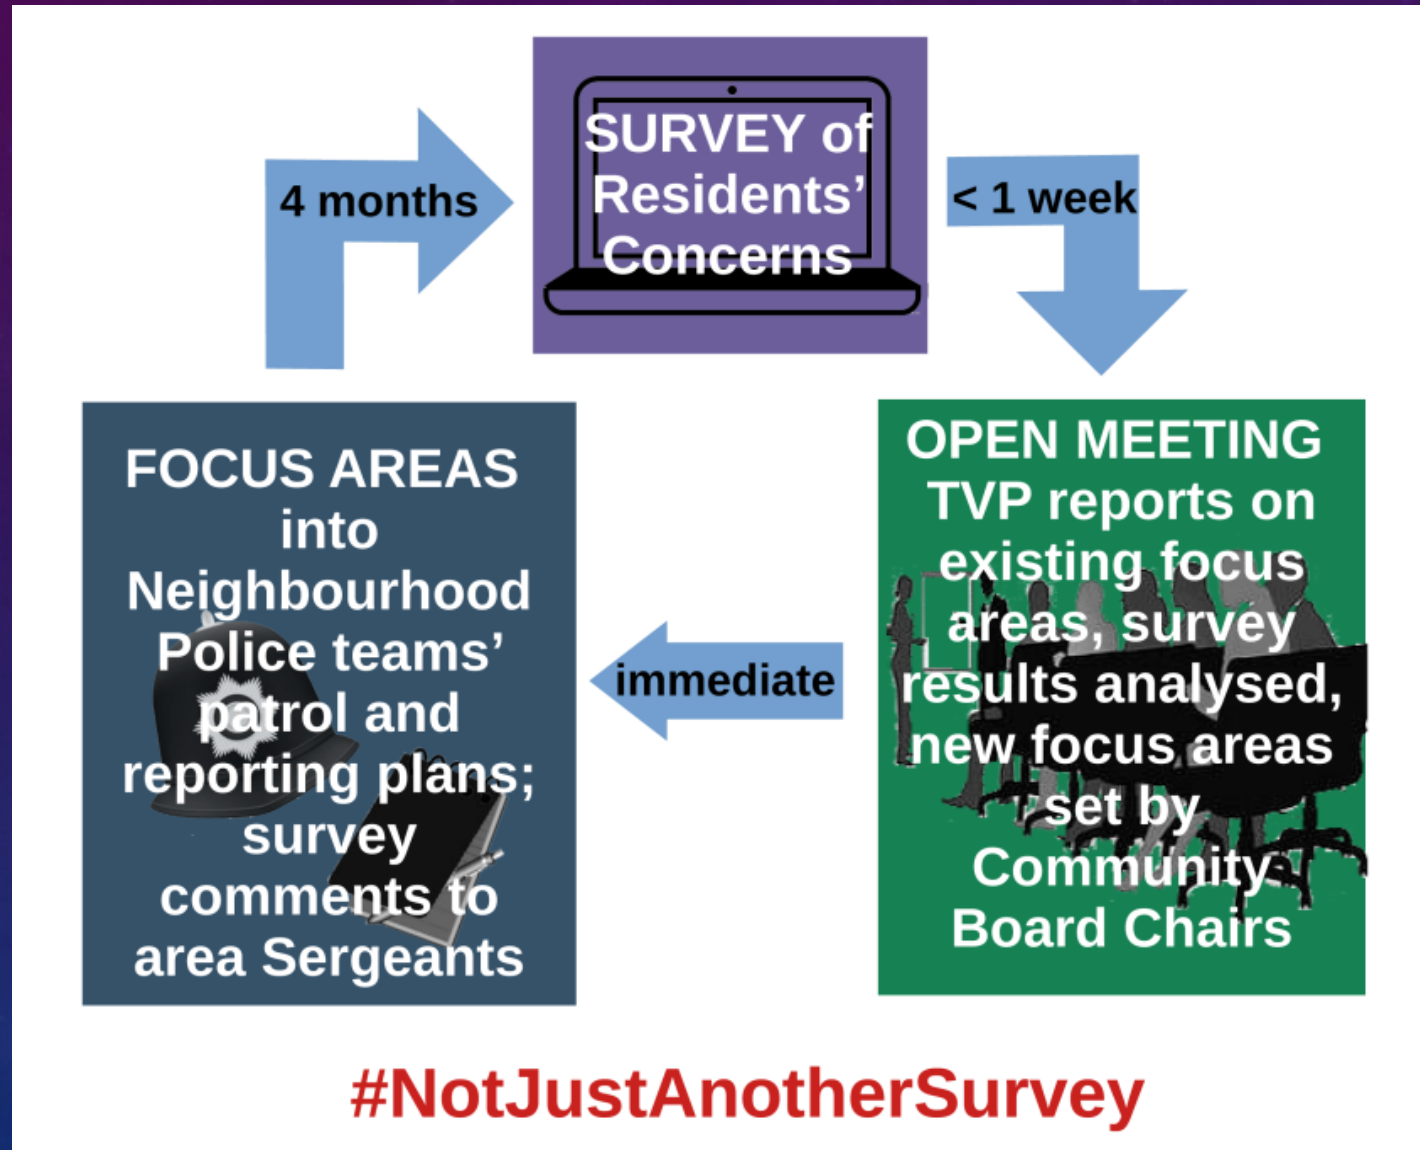 4 months
SURVEY of
Residents’
Concerns
< 1 week
OPEN MEETING
TVP reports on
existing focus
areas, survey
results analysed,
new focus areas
set by
Community
Board Chairs
immediate
FOCUS AREAS
into
Neighbourhood
Police teams’
patrol and
reporting plans;
survey
comments to
area Sergeants
#NotJustAnotherSurvey